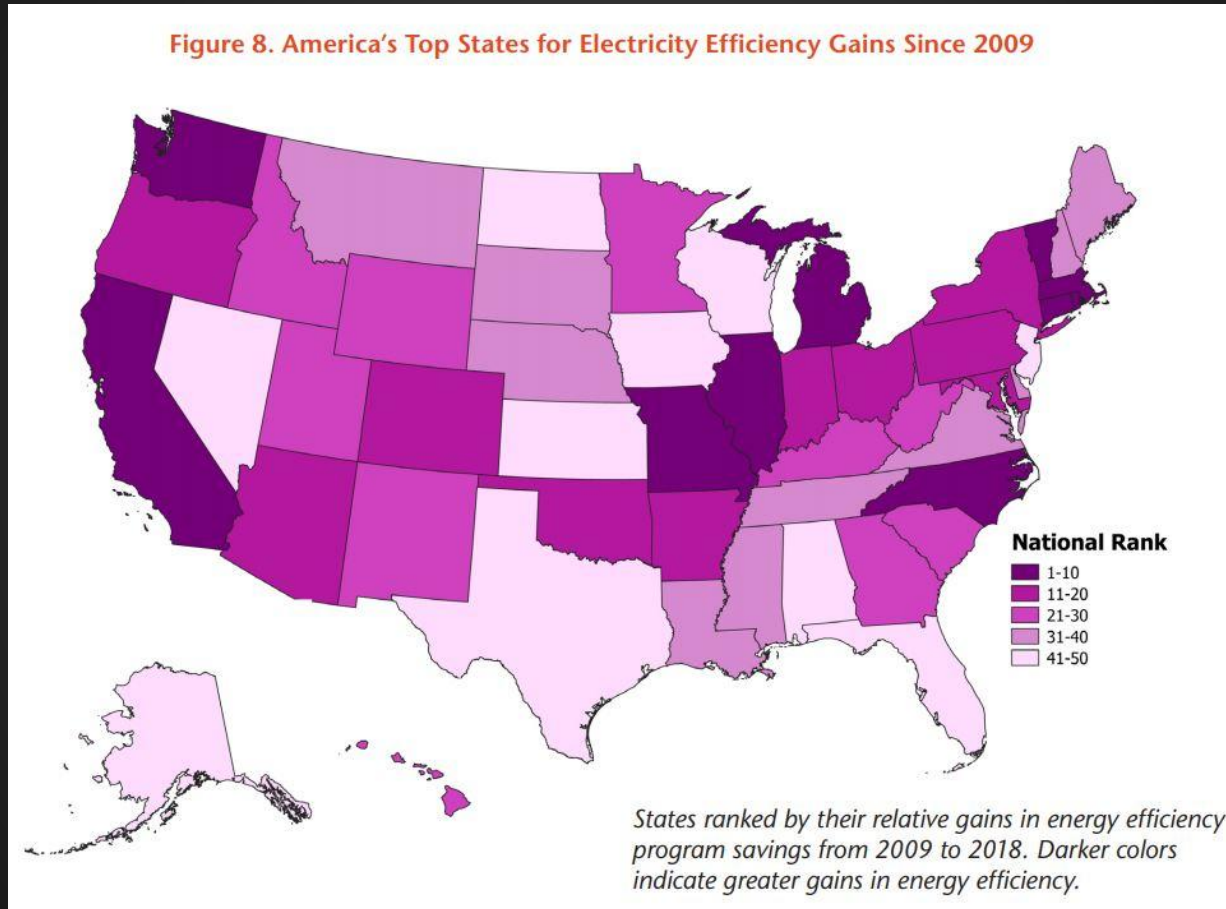 Figure 8. America's Top States for Electricity Efficiency Gains Since 2009
National Rank
1-10
11-20
21-30
31-40
41-50
States ranked by their relative gains in energy efficiency
program savings from 2009 to 2018. Darker colors
indicate greater gains in energy efficiency.